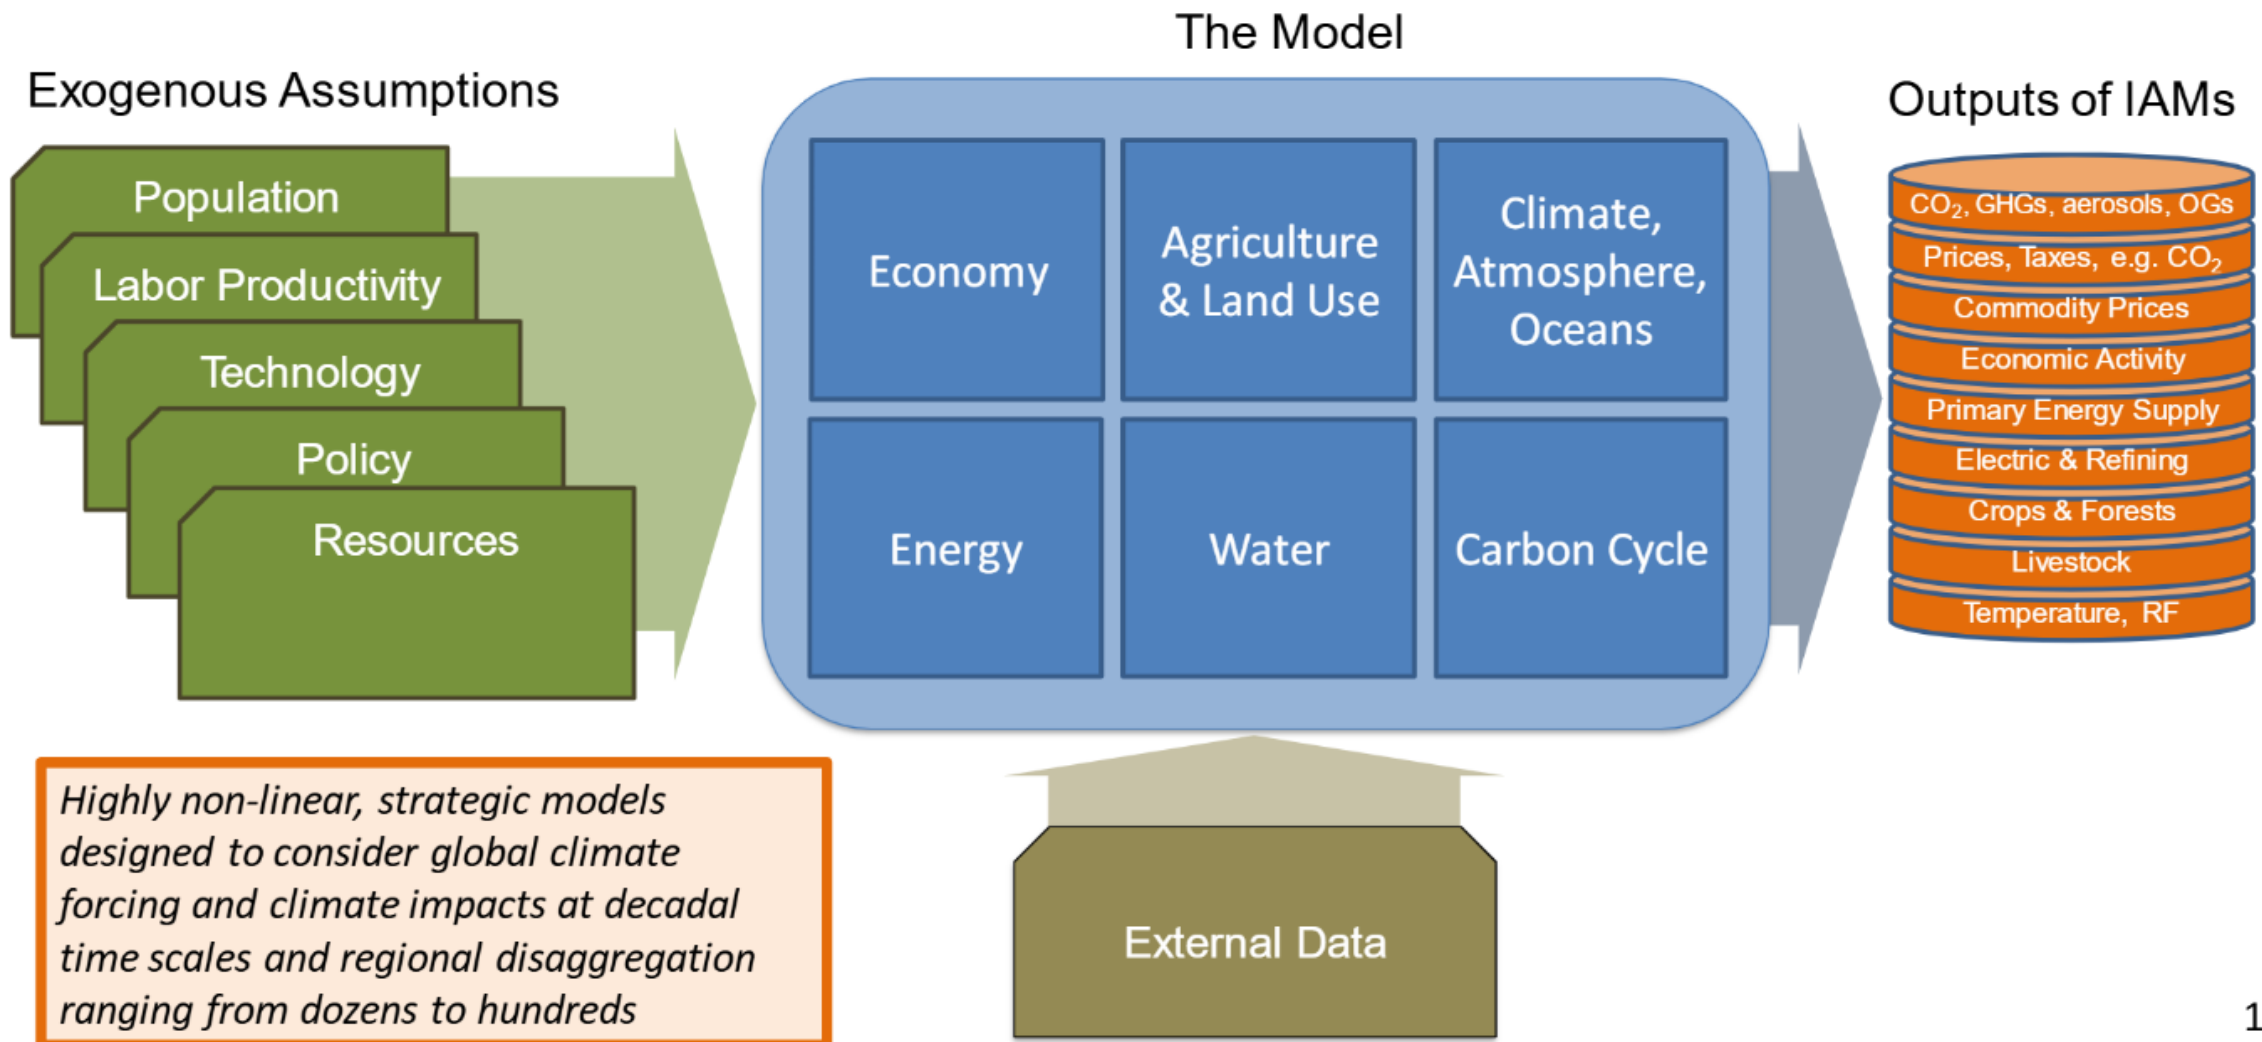 The Model
Exogenous Assumptions
Outputs of IAMs
Population
Labor Productivity
Technology
Policy
Resources
Economy
Agriculture
& Land Use
Climate,
Atmosphere,
Oceans
Energy
Water
Carbon Cycle
CO₂, GHGs, aerosols, OGs
Prices, Taxes, e.g. CO₂
Commodity Prices
Economic Activity
Primary Energy Supply
Electric & Refining
Crops & Forests
Livestock
Temperature, RF
Highly non-linear, strategic models
designed to consider global climate
forcing and climate impacts at decadal
time scales and regional disaggregation
ranging from dozens to hundreds
External Data
1